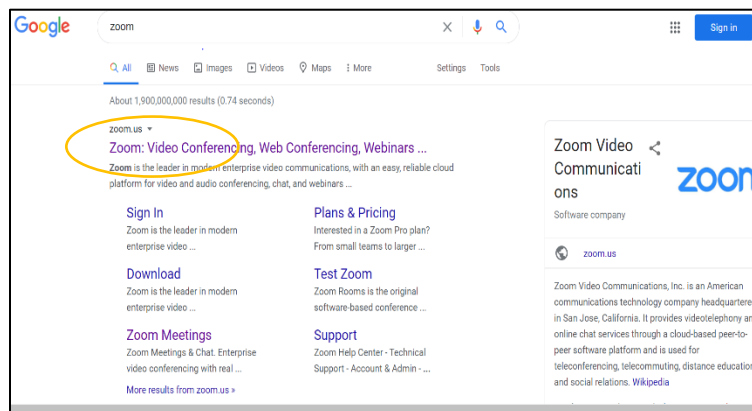 Google
zoom
Sign in
All News Images Videos Maps More Settings Tools
About 1,900,000,000 results (0.74 seconds)
zoom.us
Zoom: Video Conferencing, Web Conferencing, Webinars ...
Zoom is the leader in modern enterprise video communications, with an easy, reliable cloud
platform for video and audio conferencing, chat, and webinars ...
Sign In
Zoom is the leader in modern
enterprise video ...
Plans & Pricing
Interested in a Zoom Pro plan?
From small teams to larger ...
Download
Zoom is the leader in modern
enterprise video ...
Test Zoom
Zoom Rooms is the original
software-based conference ...
Zoom Meetings
Zoom Meetings & Chat. Enterprise
video conferencing with real ...
Support
Zoom Help Center - Technical
Support - Account & Admin - ...
More results from zoom.us »
Zoom Video
Communicati
ons
zoom
Software company
zoom.us
Zoom Video Communications, Inc. is an American
communications technology company headquartere
in San Jose, California. It provides videotelephony an
online chat services through a cloud-based peer-to-
peer software platform and is used for
teleconferencing, telecommuting, distance education
and social relations. Wikipedia